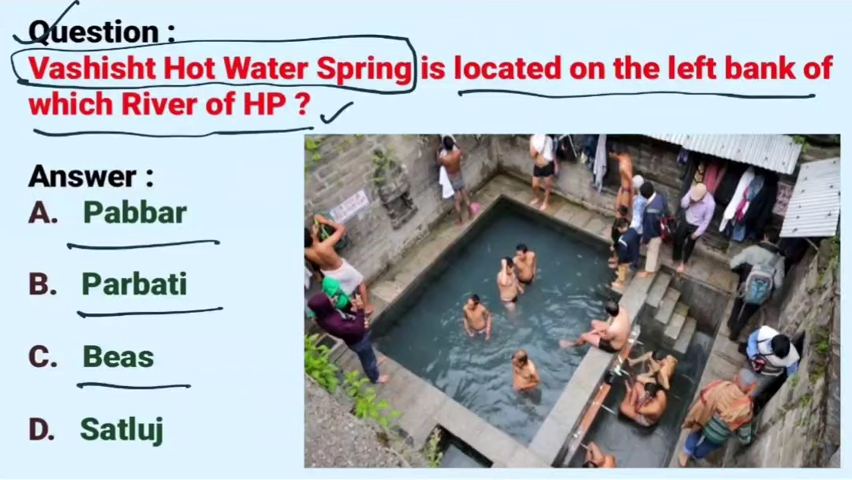 Question :
Vashisht Hot Water Spring is located on the left bank of
which River of HP ?
Answer :
A. Pabbar
B. Parbati
C. Beas
D. Satluj